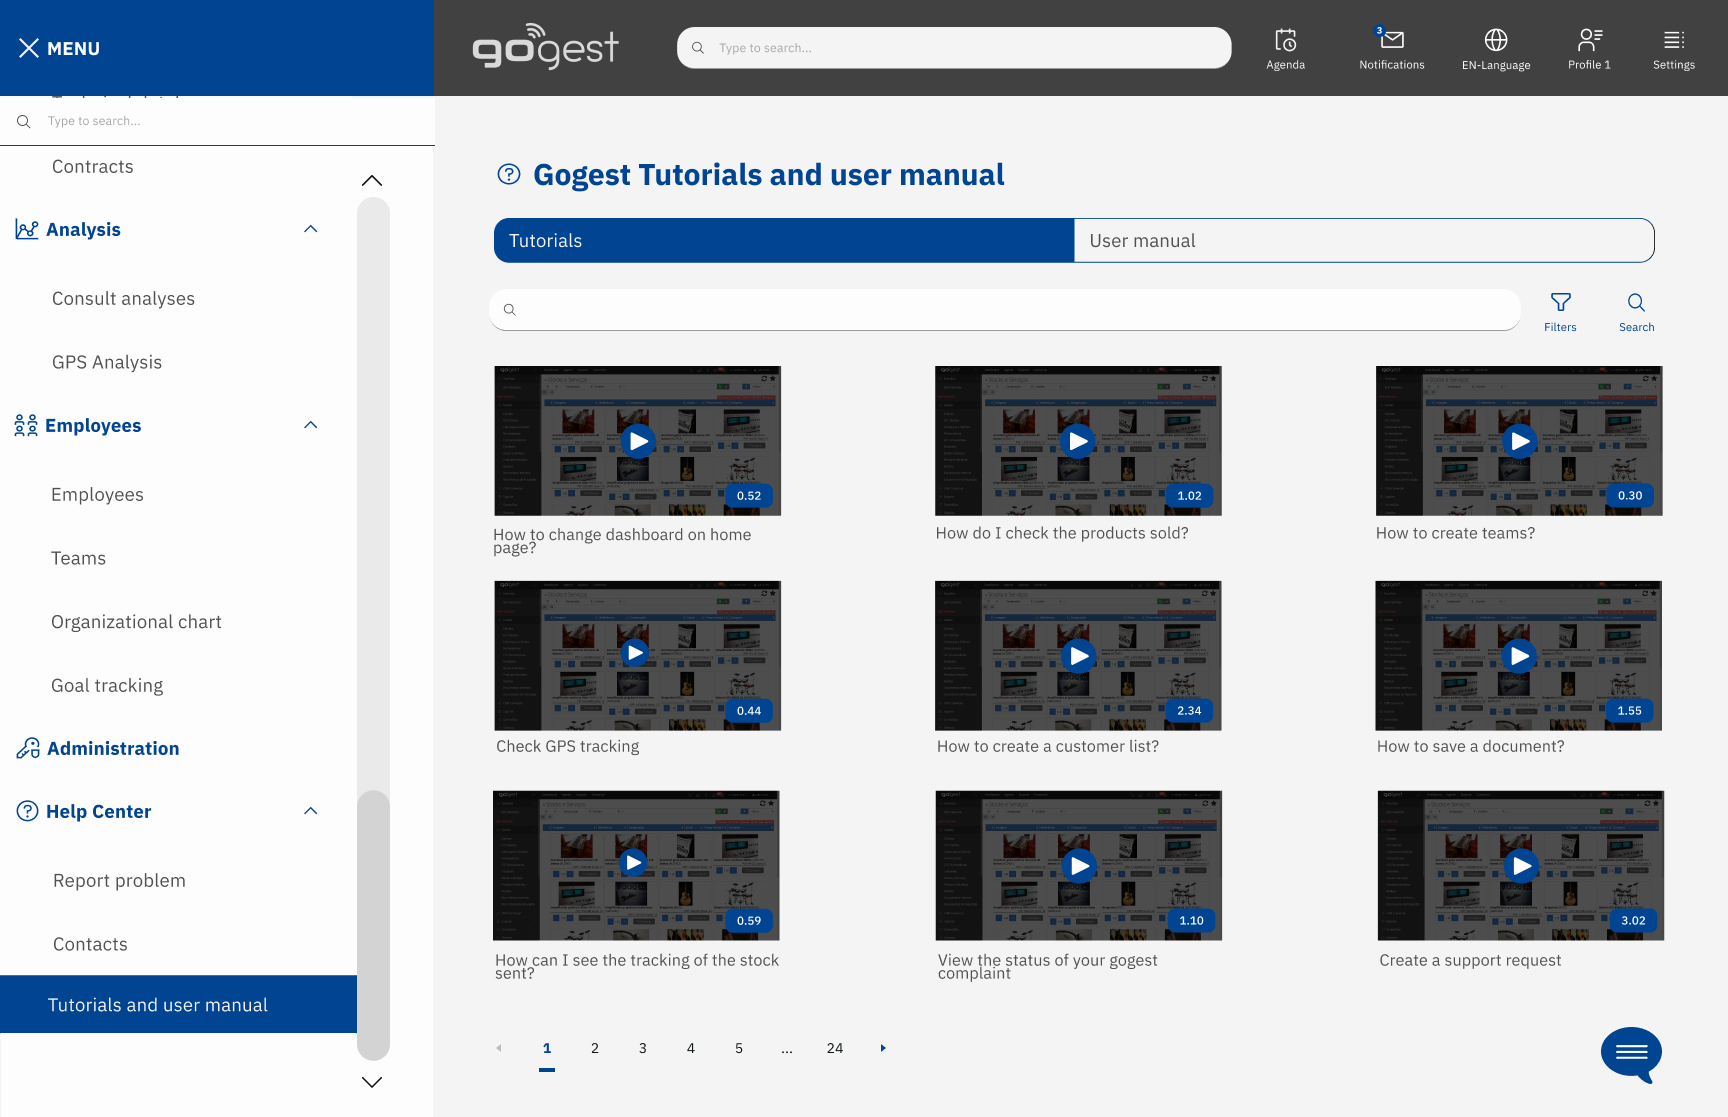 MENU
gogest
Type to search...
Agenda
3
Notifications
EN-Language
Profile 1
Settings
Type to search...
Contracts
Analysis
Consult analyses
GPS Analysis
Employees
Employees
Teams
Organizational chart
Goal tracking
Administration
Help Center
Report problem
Contacts
Tutorials and user manual
Gogest Tutorials and user manual
Tutorials
User manual
Filters
Search
0.52
How to change dashboard on home
page?
1.02
How do I check the products sold?
0.30
How to create teams?
0.44
Check GPS tracking
2.34
How to create a customer list?
1.55
How to save a document?
0.59
How can I see the tracking of the stock
sent?
1.10
View the status of your gogest
complaint
3.02
Create a support request
1 2 3 4 5 ... 24